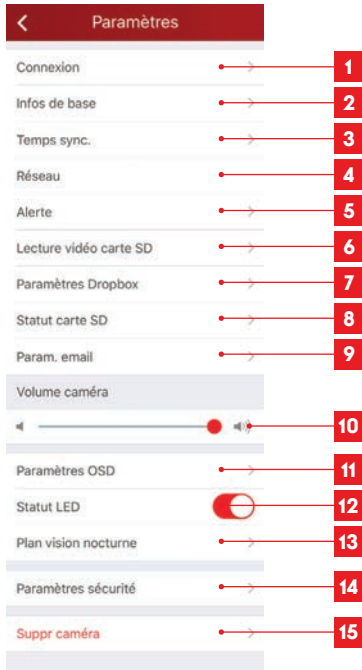 Paramètres
Connexion 1
Infos de base 2
Temps sync. 3
Réseau 4
Alerte 5
Lecture vidéo carte SD 6
Paramètres Dropbox 7
Statut carte SD 8
Param. email 9
Volume caméra
10
Paramètres OSD 11
Statut LED 12
Plan vision nocturne 13
Paramètres sécurité 14
Suppr caméra 15